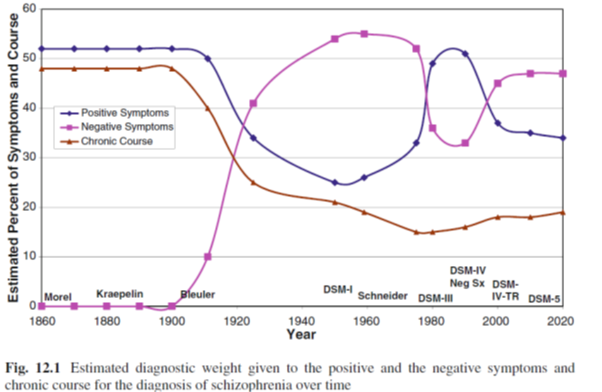 Estimated Percent of Symptoms and Course
60
50
40
30
20
10
0
Positive Symptoms
Negative Symptoms
Chronic Course
Morel
Kraepelin
Bleuler
DSM-I
Schneider
DSM-III
DSM-IV
Neg Sx
DSM-
IV-TR
DSM-5
1860
1880
1900
1920
1940
1960
1980
2000
2020
Year
Fig. 12.1 Estimated diagnostic weight given to the positive and the negative symptoms and
chronic course for the diagnosis of schizophrenia over time